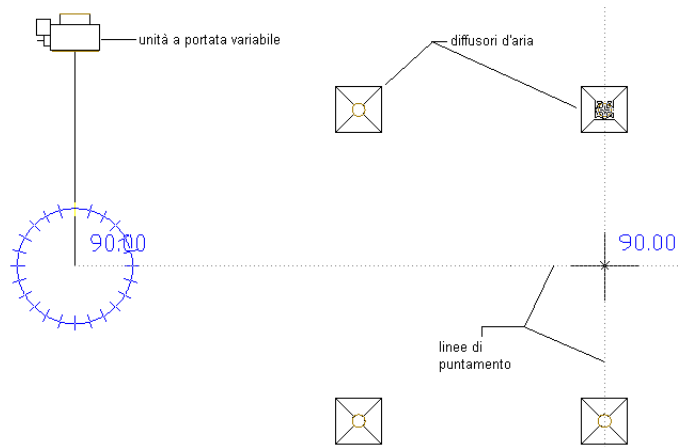 unità a portata variabile
diffusori d'aria
90.00
90.00
linee di
puntamento